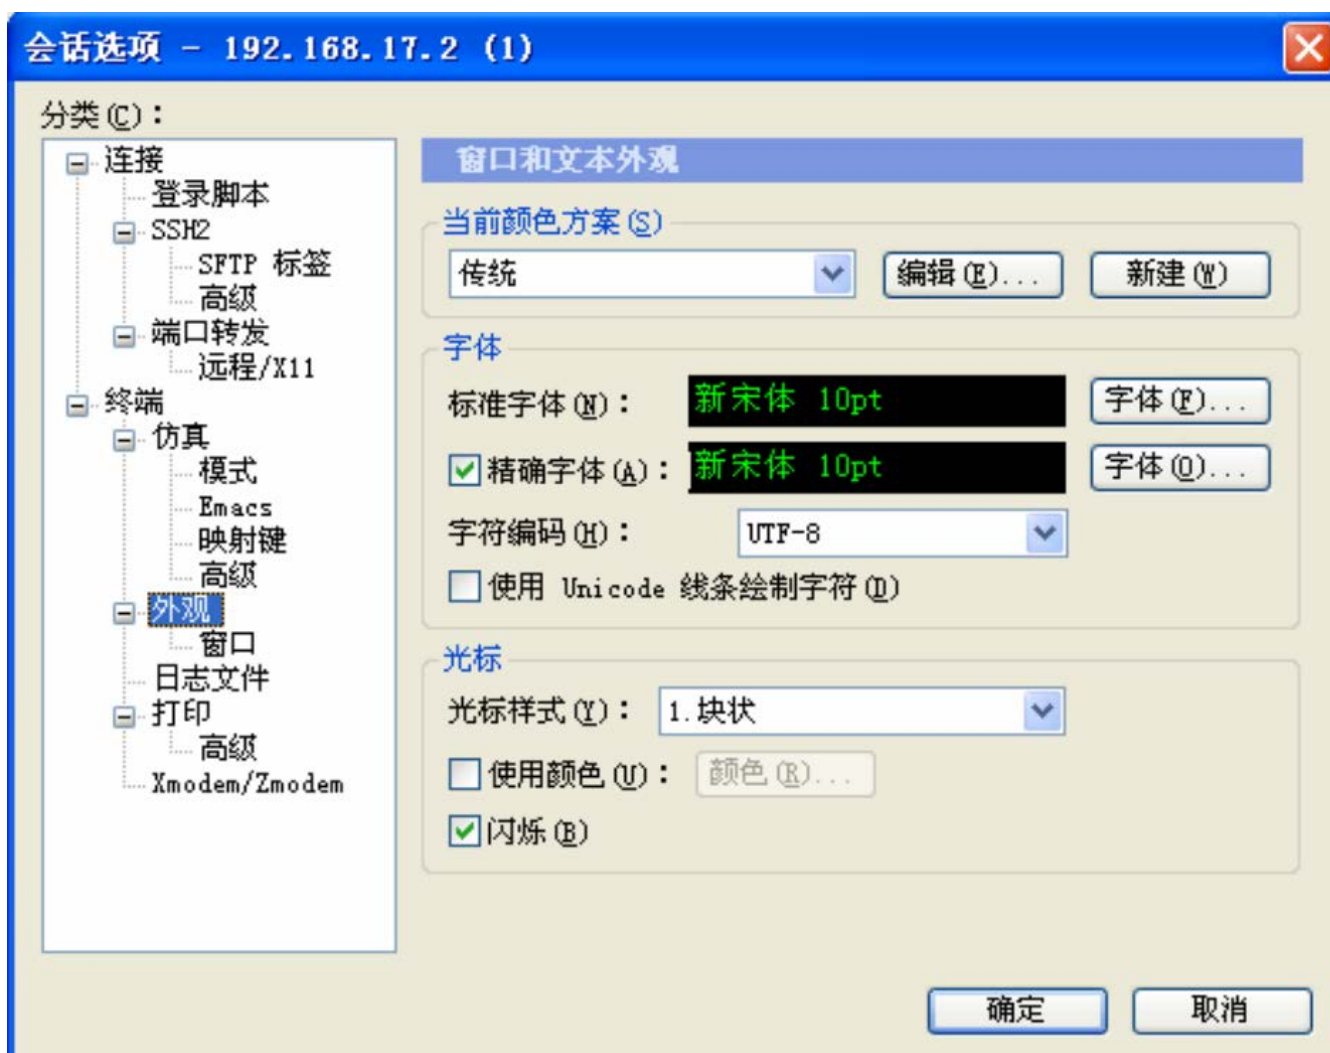 会话选项 - 192.168.17.2 (1)
分类(C)：
连接
登录脚本
SSH2
SFTP 标签
高级
端口转发
远程/X11
终端
仿真
模式
Emacs
映射键
高级
外观
窗口
日志文件
打印
高级
Xmodem/Zmodem
窗口和文本外观
当前颜色方案(S)
传统 编辑(E)... 新建(W)
字体
标准字体(N)： 新宋体 10pt 字体(F)...
精确字体(A)： 新宋体 10pt 字体(O)...
字符编码(H)： UTF-8
使用 Unicode 线条绘制字符(D)
光标
光标样式(Y)： 1.块状
使用颜色(U)： 颜色(R)...
闪烁(B)
确定 取消